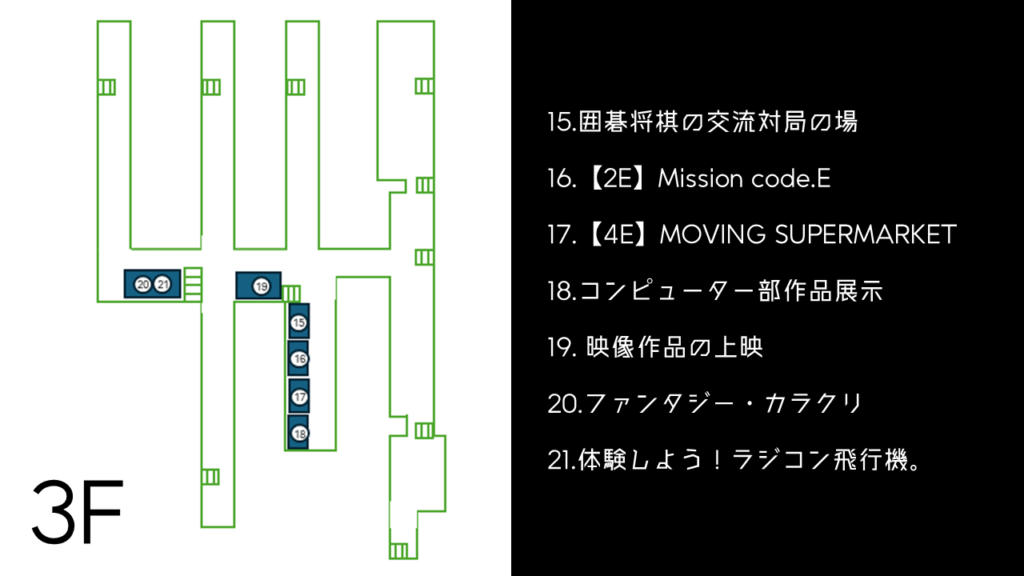 20 21
19
15
16
17
18
3F
15.囲碁将棋の交流対局の場
16.【2E】Mission code.E
17.【4E】MOVING SUPERMARKET
18.コンピューター部作品展示
19. 映像作品の上映
20.ファンタジー・カラクリ
21.体験しよう！ラジコン飛行機。